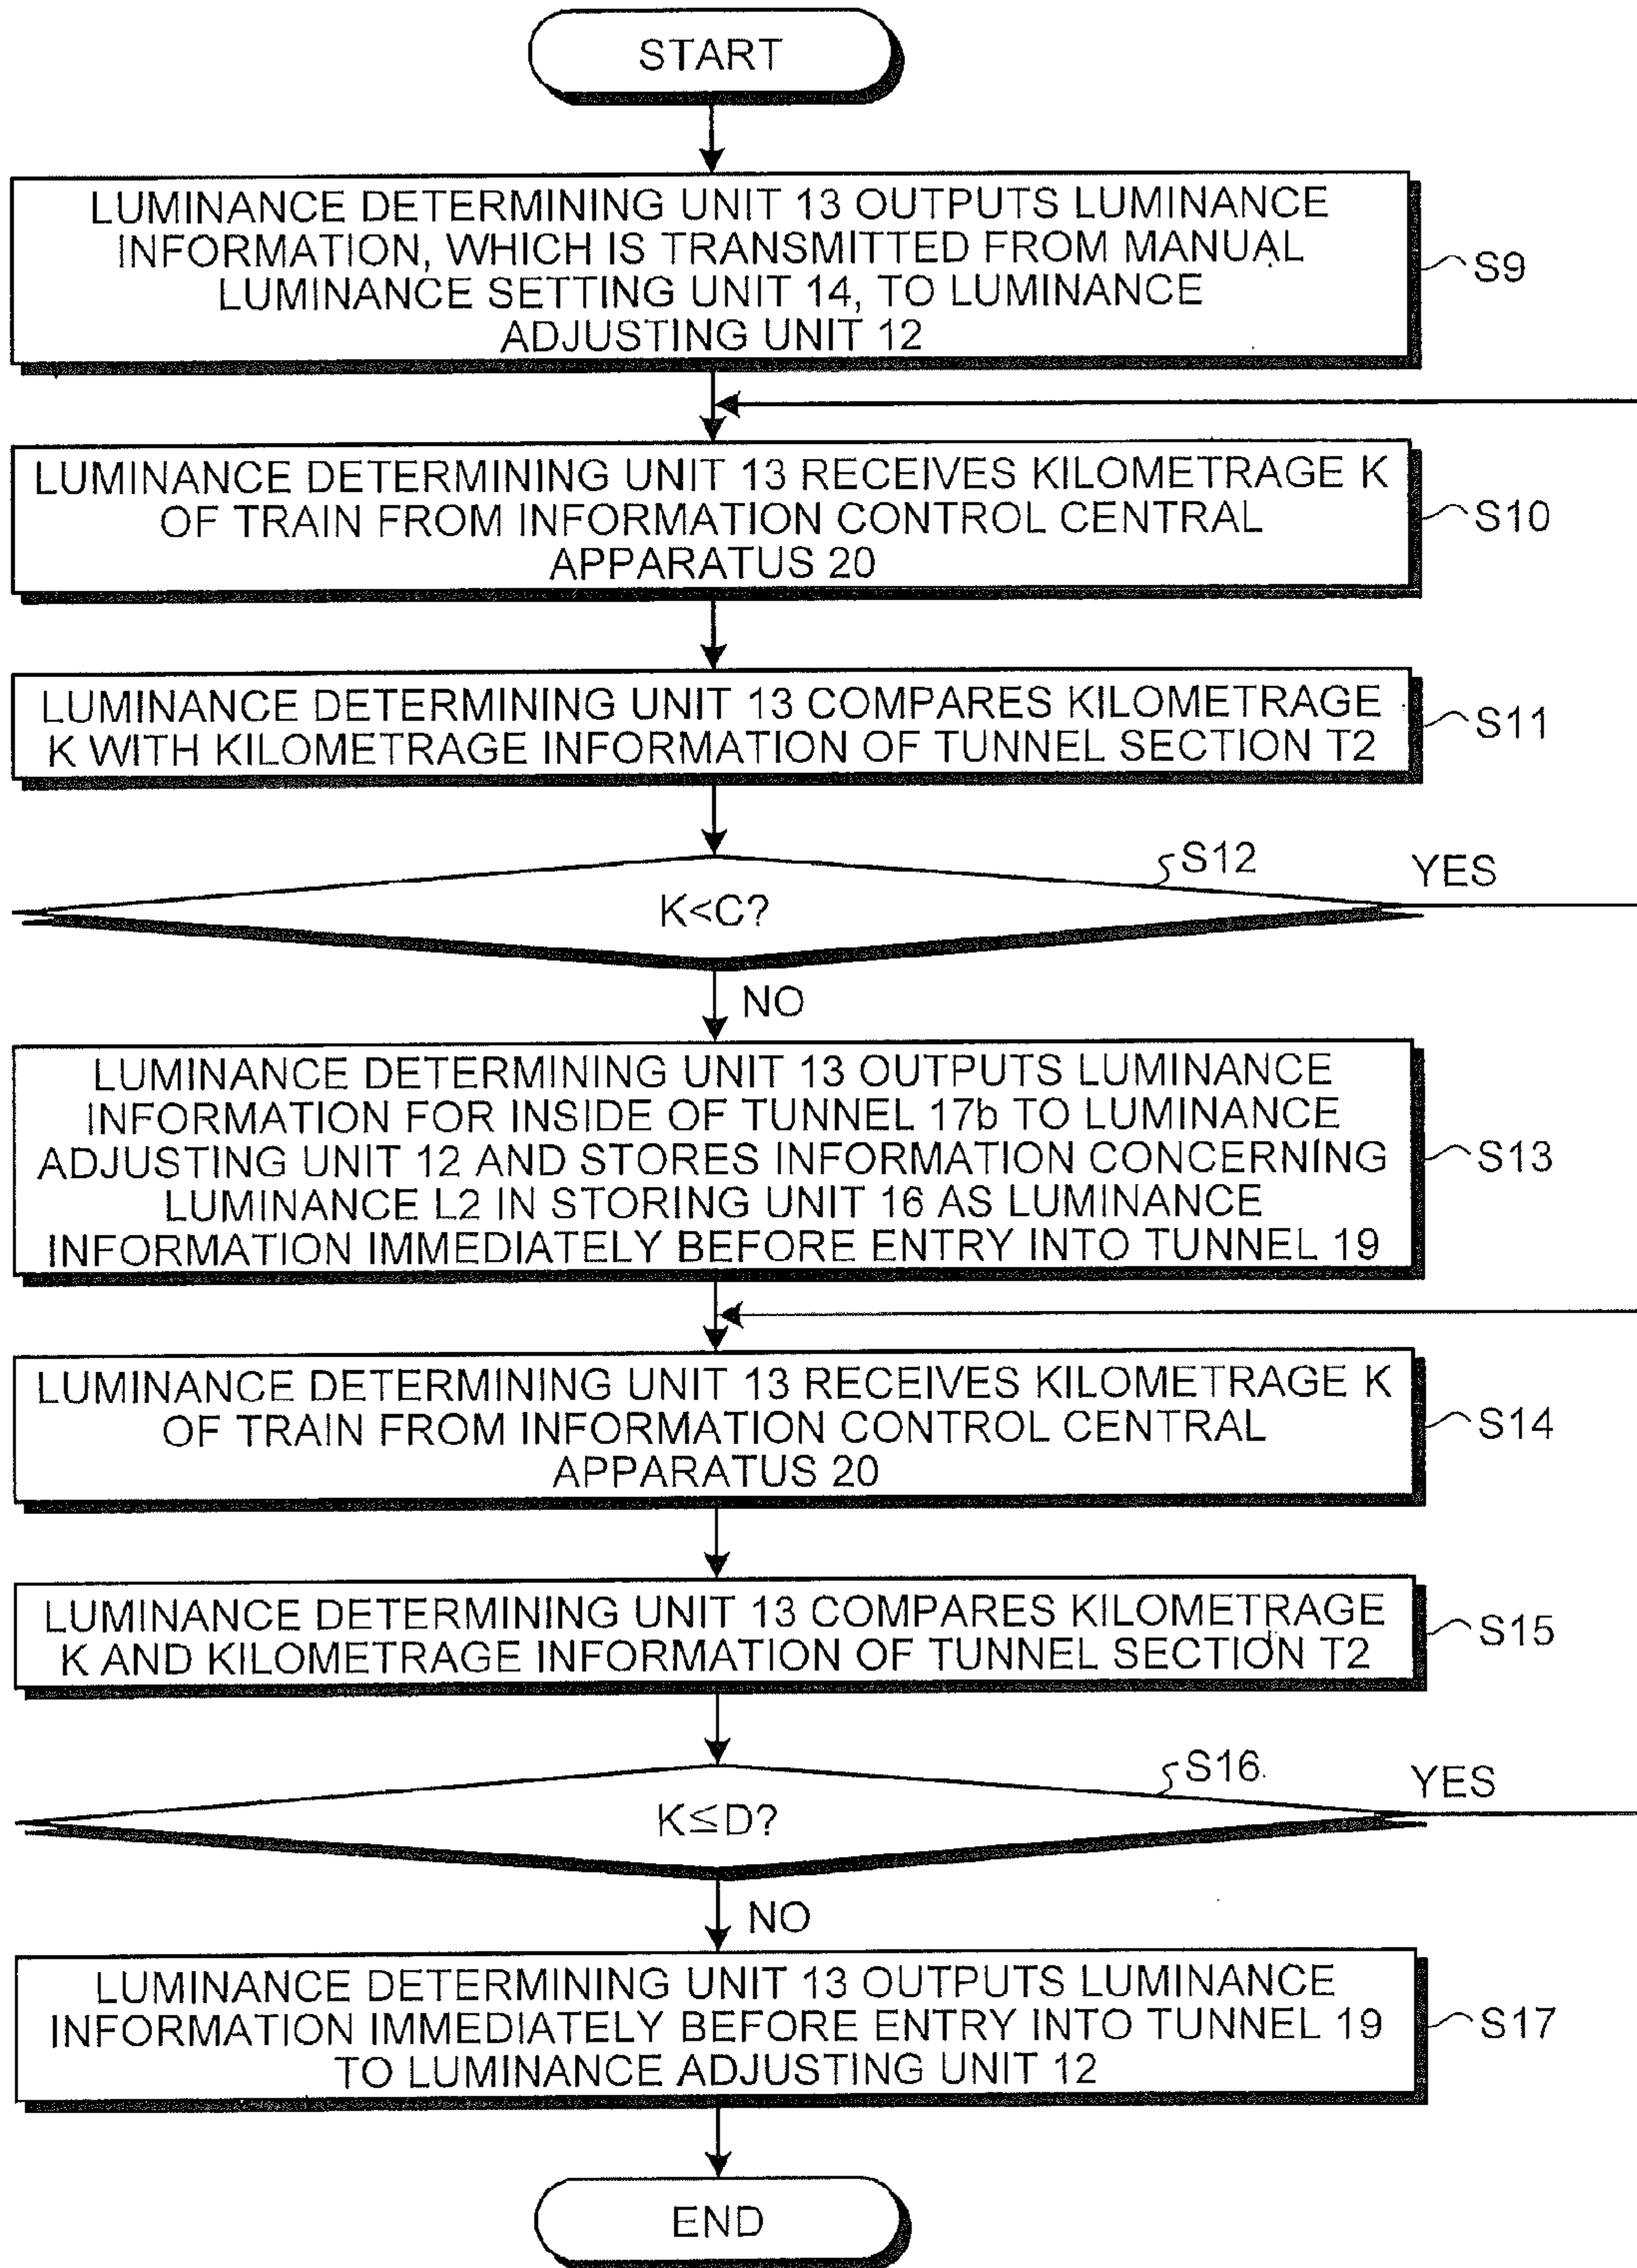 START
LUMINANCE DETERMINING UNIT 13 OUTPUTS LUMINANCE
INFORMATION, WHICH IS TRANSMITTED FROM MANUAL
LUMINANCE SETTING UNIT 14, TO LUMINANCE
ADJUSTING UNIT 12
S9
LUMINANCE DETERMINING UNIT 13 RECEIVES KILOMETRAGE K
OF TRAIN FROM INFORMATION CONTROL CENTRAL
APPARATUS 20
S10
LUMINANCE DETERMINING UNIT 13 COMPARES KILOMETRAGE
K WITH KILOMETRAGE INFORMATION OF TUNNEL SECTION T2
S11
S12
YES
K<C?
NO
LUMINANCE DETERMINING UNIT 13 OUTPUTS LUMINANCE
INFORMATION FOR INSIDE OF TUNNEL 17b TO LUMINANCE
ADJUSTING UNIT 12 AND STORES INFORMATION CONCERNING
LUMINANCE L2 IN STORING UNIT 16 AS LUMINANCE
INFORMATION IMMEDIATELY BEFORE ENTRY INTO TUNNEL 19
S13
LUMINANCE DETERMINING UNIT 13 RECEIVES KILOMETRAGE K
OF TRAIN FROM INFORMATION CONTROL CENTRAL
APPARATUS 20
S14
LUMINANCE DETERMINING UNIT 13 COMPARES KILOMETRAGE
K AND KILOMETRAGE INFORMATION OF TUNNEL SECTION T2
S15
S16
YES
K≤D?
NO
LUMINANCE DETERMINING UNIT 13 OUTPUTS LUMINANCE
INFORMATION IMMEDIATELY BEFORE ENTRY INTO TUNNEL 19
TO LUMINANCE ADJUSTING UNIT 12
S17
END